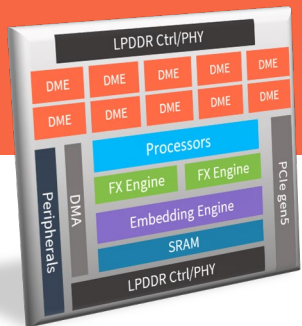 LPDDR Ctrl/PHY
DME DME DME DME DME
DME DME DME DME DME
Processors
FX Engine FX Engine
Embedding Engine
SRAM
LPDDR Ctrl/PHY
Peripherals
DMA
PCIe gen5